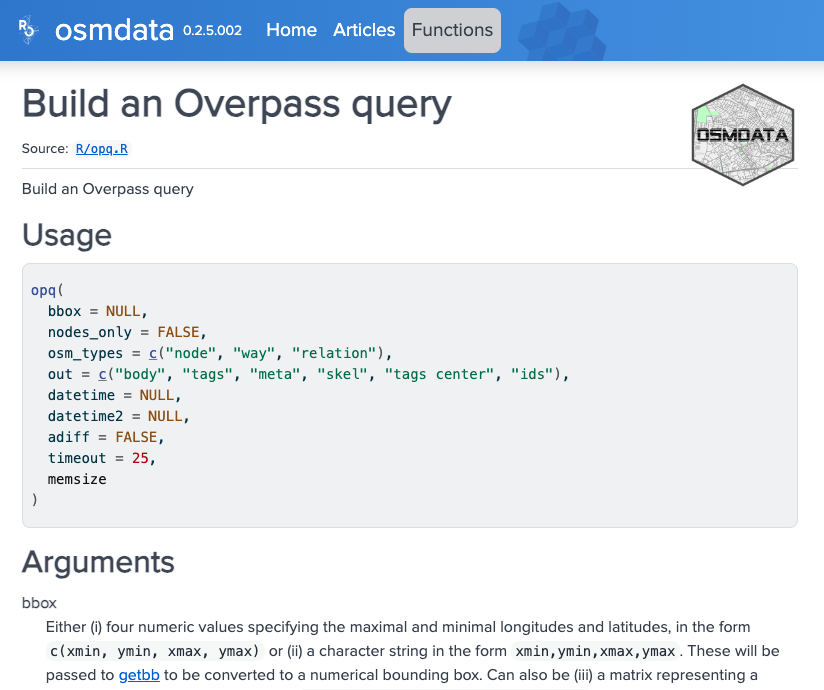 osmdata 0.2.5.002 Home Articles Functions
Build an Overpass query
OSMDATA
Source: R/opq.R
Build an Overpass query
Usage
opq(
  bbox = NULL,
  nodes_only = FALSE,
  osm_types = c("node", "way", "relation"),
  out = c("body", "tags", "meta", "skel", "tags center", "ids"),
  datetime = NULL,
  datetime2 = NULL,
  adiff = FALSE,
  timeout = 25,
  memsize
)
Arguments
bbox
Either (i) four numeric values specifying the maximal and minimal longitudes and latitudes, in the form
c(xmin, ymin, xmax, ymax) or (ii) a character string in the form xmin,ymin,xmax,ymax. These will be
passed to getbb to be converted to a numerical bounding box. Can also be (iii) a matrix representing a